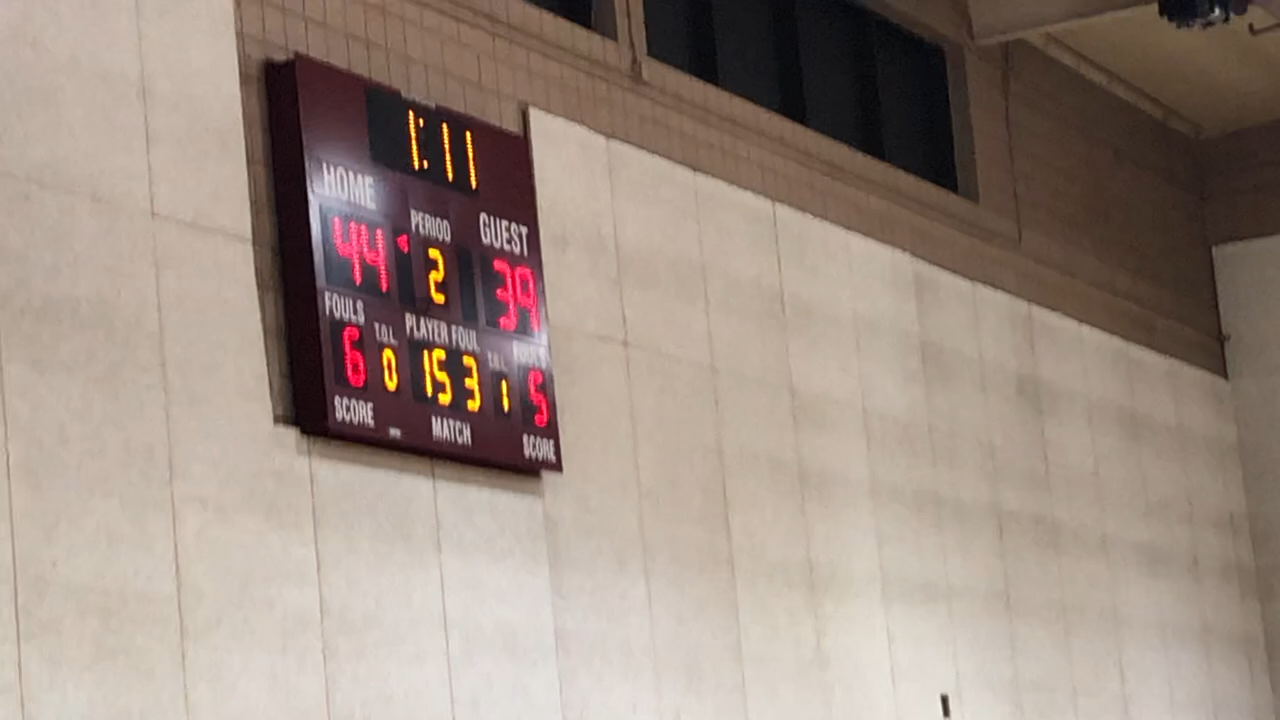 1:11
HOME PERIOD GUEST
44 2 39
FOULS T.O.L. PLAYER FOUL T.O.L. FOULS
6 0 15 3 1 5
SCORE MATCH SCORE